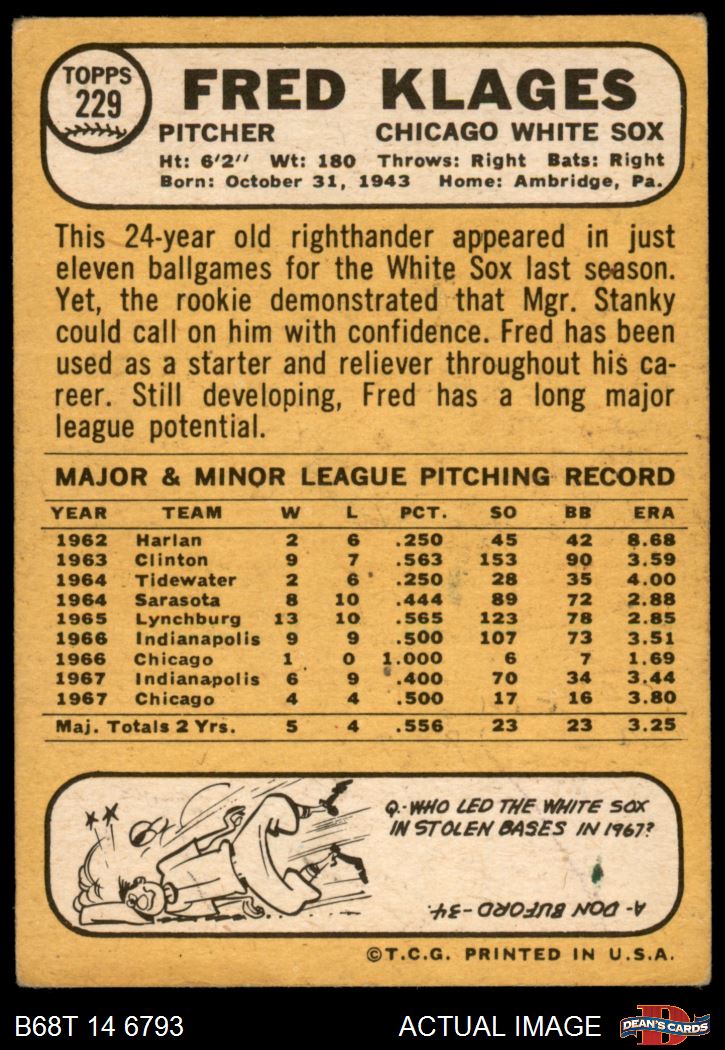 TOPPS
229
FRED KLAGES
PITCHER CHICAGO WHITE SOX
Ht: 6'2'' Wt: 180 Throws: Right Bats: Right
Born: October 31, 1943 Home: Ambridge, Pa.
This 24-year old righthander appeared in just
eleven ballgames for the White Sox last season.
Yet, the rookie demonstrated that Mgr. Stanky
could call on him with confidence. Fred has been
used as a starter and reliever throughout his ca-
reer. Still developing, Fred has a long major
league potential.
MAJOR & MINOR LEAGUE PITCHING RECORD
YEAR TEAM W L PCT. SO BB ERA
1962 Harlan 2 6 .250 45 42 8.68
1963 Clinton 9 7 .563 153 90 3.59
1964 Tidewater 2 6 .250 28 35 4.00
1964 Sarasota 8 10 .444 89 72 2.88
1965 Lynchburg 13 10 .565 123 78 2.85
1966 Indianapolis 9 9 .500 107 73 3.51
1966 Chicago 1 0 1.000 6 7 1.69
1967 Indianapolis 6 9 .400 70 34 3.44
1967 Chicago 4 4 .500 17 16 3.80
Maj. Totals 2 Yrs. 5 4 .556 23 23 3.25
Q.-WHO LED THE WHITE SOX
IN STOLEN BASES IN 1967?
A-DON BUFORD-34.
©T.C.G. PRINTED IN U.S.A.
B68T 14 6793 ACTUAL IMAGE
DEAN'S CARDS